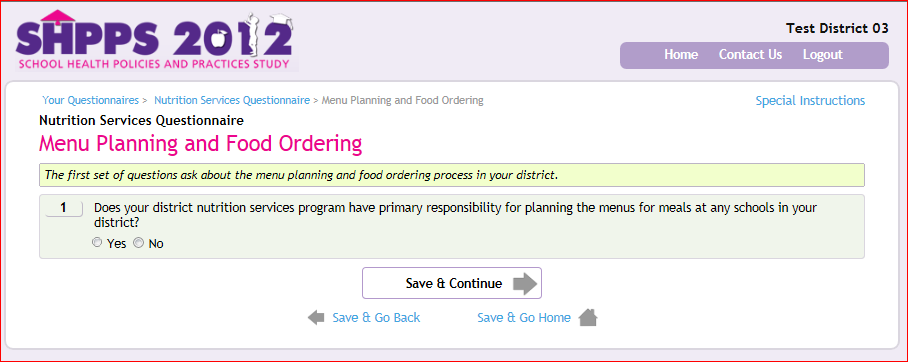 SHPPS 2012
SCHOOL HEALTH POLICIES AND PRACTICES STUDY
Test District 03
Home Contact Us Logout
Your Questionnaires > Nutrition Services Questionnaire > Menu Planning and Food Ordering
Special Instructions
Nutrition Services Questionnaire
Menu Planning and Food Ordering
The first set of questions ask about the menu planning and food ordering process in your district.
1 Does your district nutrition services program have primary responsibility for planning the menus for meals at any schools in your
district?
Yes No
Save & Continue
Save & Go Back Save & Go Home